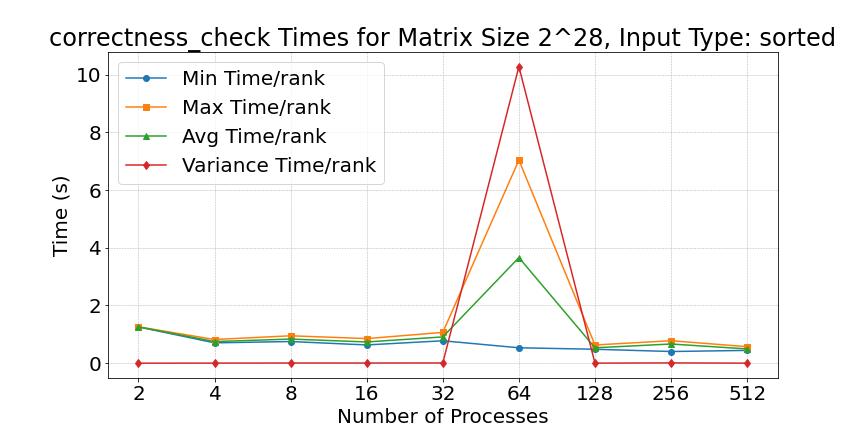 correctness_check Times for Matrix Size 2^28, Input Type: sorted
Min Time/rank
Max Time/rank
Avg Time/rank
Variance Time/rank
Time (s)
10
8
6
4
2
0
2 4 8 16 32 64 128 256 512
Number of Processes